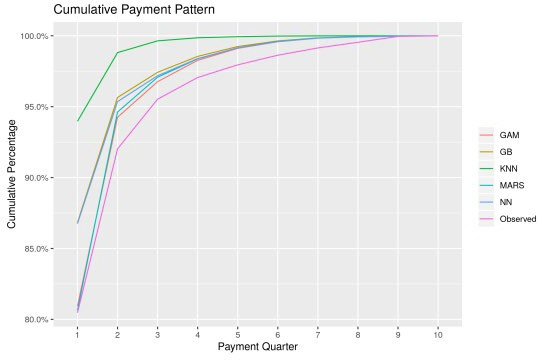 Cumulative Payment Pattern
100.0%
95.0%
90.0%
85.0%
80.0%
Cumulative Percentage
1 2 3 4 5 6 7 8 9 10
Payment Quarter
GAM
GB
KNN
MARS
NN
Observed